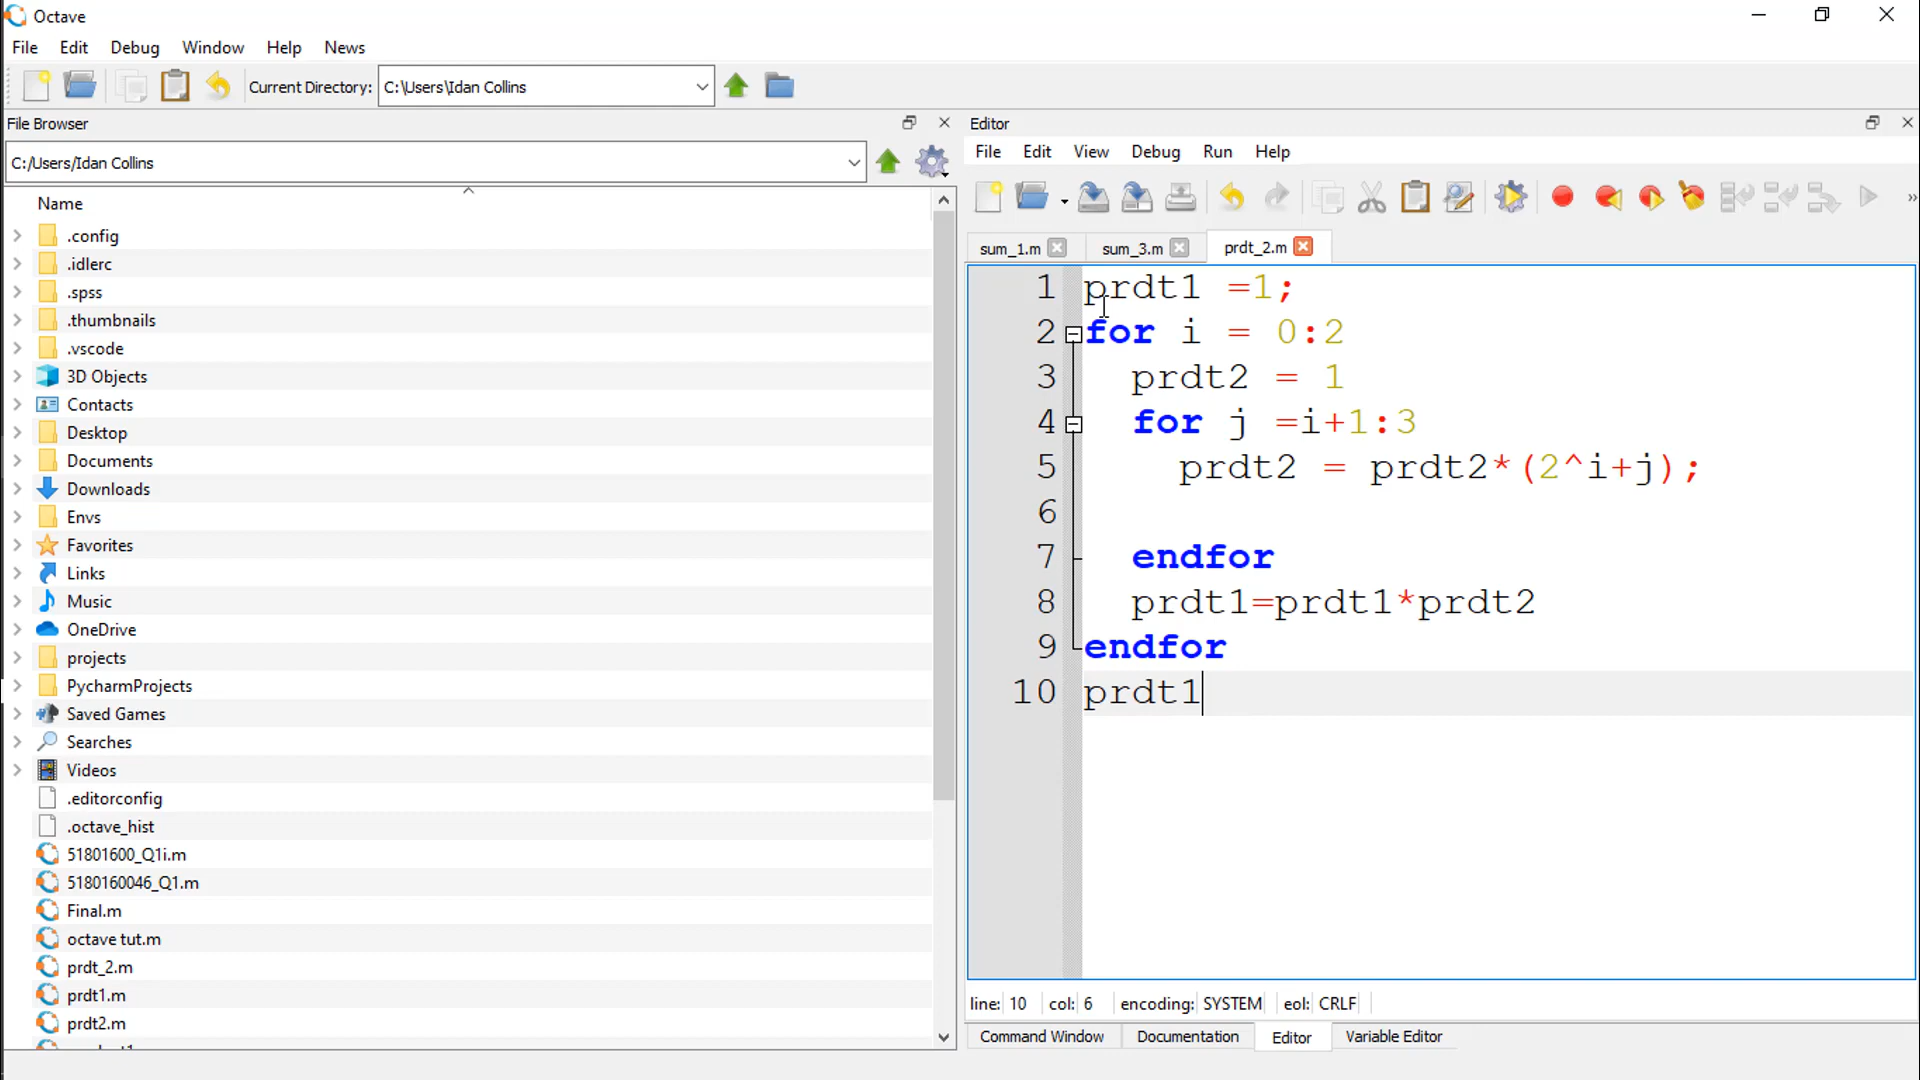 Octave
File Edit Debug Window Help News
Current Directory: C:\Users\Idan Collins
File Browser
C:/Users/Idan Collins
Name
.config
.idlerc
.spss
.thumbnails
.vscode
3D Objects
Contacts
Desktop
Documents
Downloads
Envs
Favorites
Links
Music
OneDrive
projects
PycharmProjects
Saved Games
Searches
Videos
.editorconfig
.octave_hist
51801600_Q1i.m
5180160046_Q1.m
Final.m
octave tut.m
prdt_2.m
prdt1.m
prdt2.m
Editor
File Edit View Debug Run Help
sum_1.m sum_3.m prdt_2.m
1 prdt1 =1;
2 for i = 0:2
3 prdt2 = 1
4 for j =i+1:3
5 prdt2 = prdt2*(2^i+j);
6
7 endfor
8 prdt1=prdt1*prdt2
9 endfor
10 prdt1
line: 10 col: 6 encoding: SYSTEM eol: CRLF
Command Window Documentation Editor Variable Editor